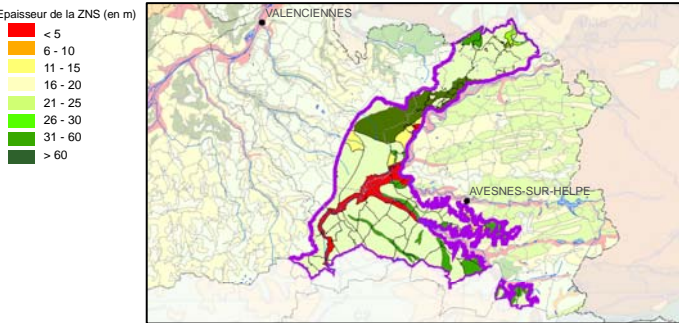 Epaisseur de la ZNS (en m)
< 5
6 - 10
11 - 15
16 - 20
21 - 25
26 - 30
31 - 60
> 60
VALENCIENNES
AVESNES-SUR-HELPE